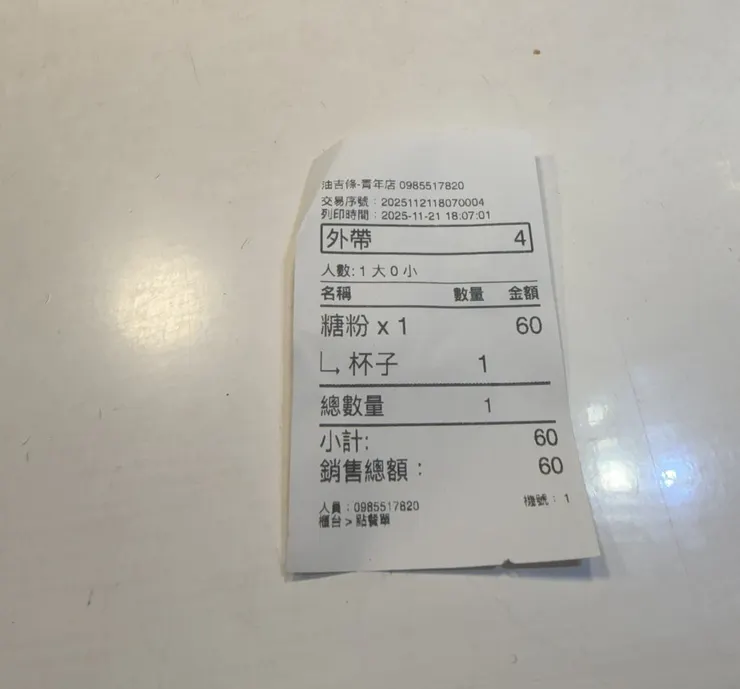 油吉條-青年店 0985517820
交易序號：2025112118070004
列印時間：2025-11-21 18:07:01
外帶 4
人數: 1 大 0 小
名稱 數量 金額
糖粉 x 1 60
杯子 1
總數量 1
小計: 60
銷售總額： 60
人員：0985517820 機號：1
櫃台 > 點餐單